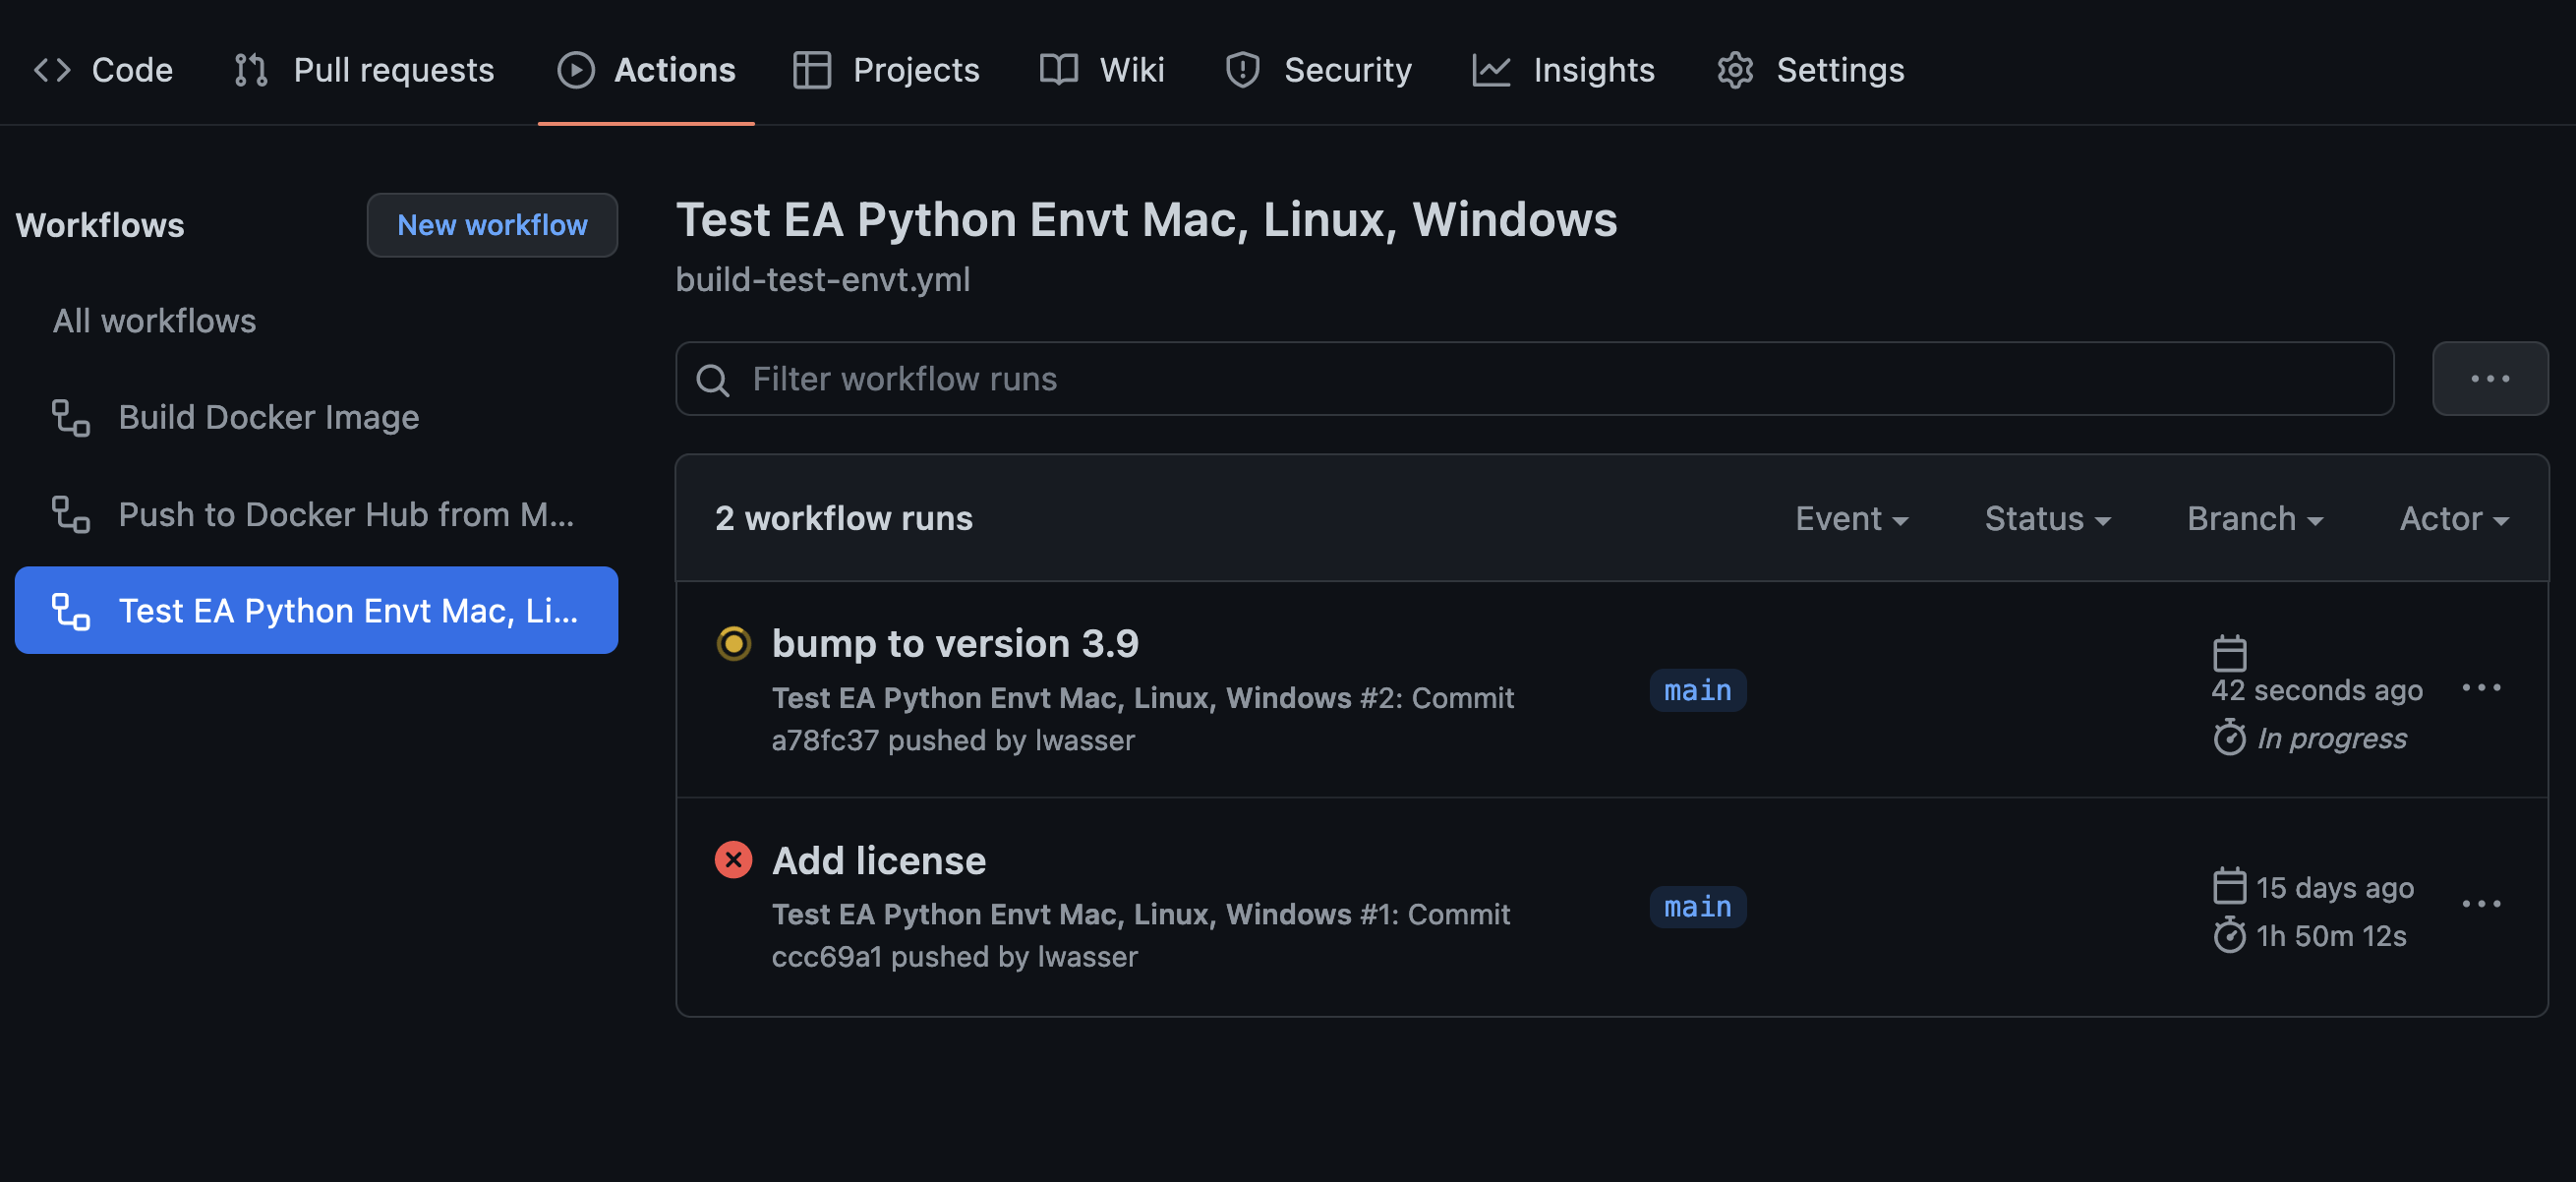 Code Pull requests Actions Projects Wiki Security Insights Settings
Workflows
New workflow
All workflows
Build Docker Image
Push to Docker Hub from M...
Test EA Python Envt Mac, Li...
Test EA Python Envt Mac, Linux, Windows
build-test-envt.yml
Filter workflow runs
2 workflow runs
Event Status Branch Actor
bump to version 3.9
Test EA Python Envt Mac, Linux, Windows #2: Commit
a78fc37 pushed by lwasser
main
42 seconds ago
In progress
Add license
Test EA Python Envt Mac, Linux, Windows #1: Commit
ccc69a1 pushed by lwasser
main
15 days ago
1h 50m 12s